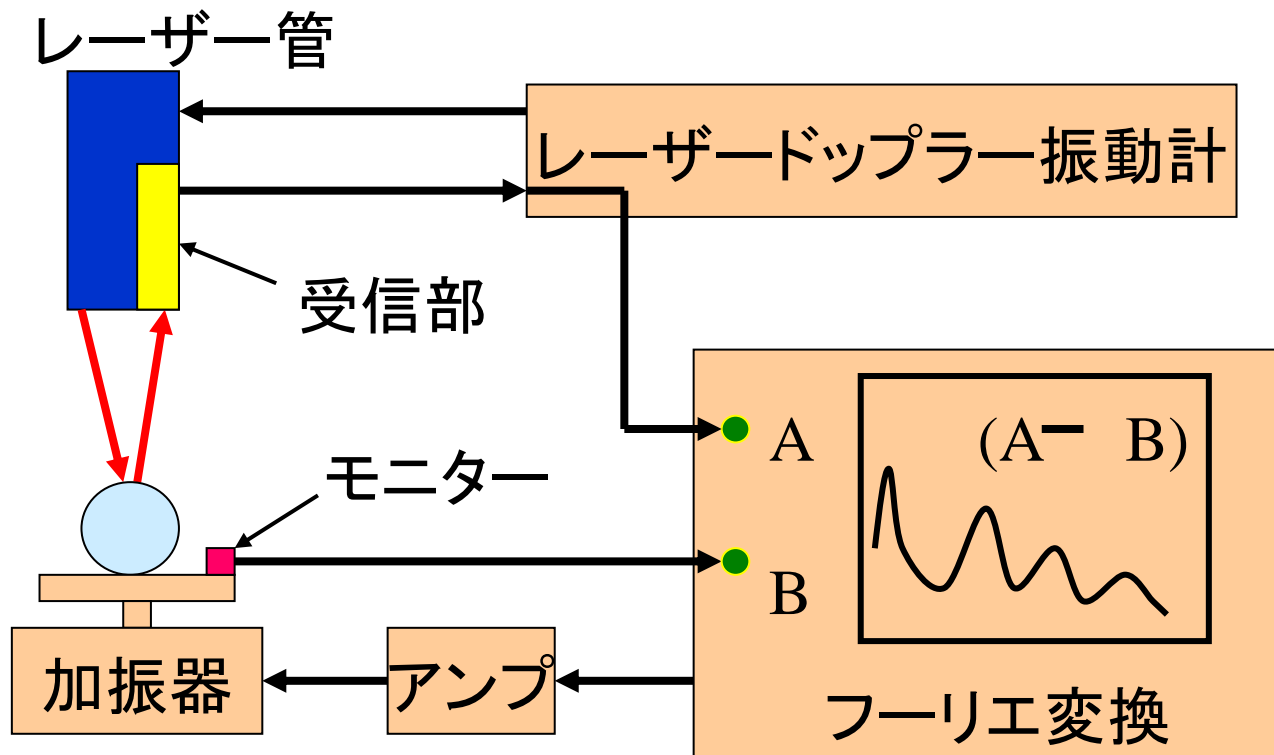 レーザー管
レーザードップラー振動計
受信部
A
(A－ B)
モニター
B
加振器
アンプ
フーリエ変換